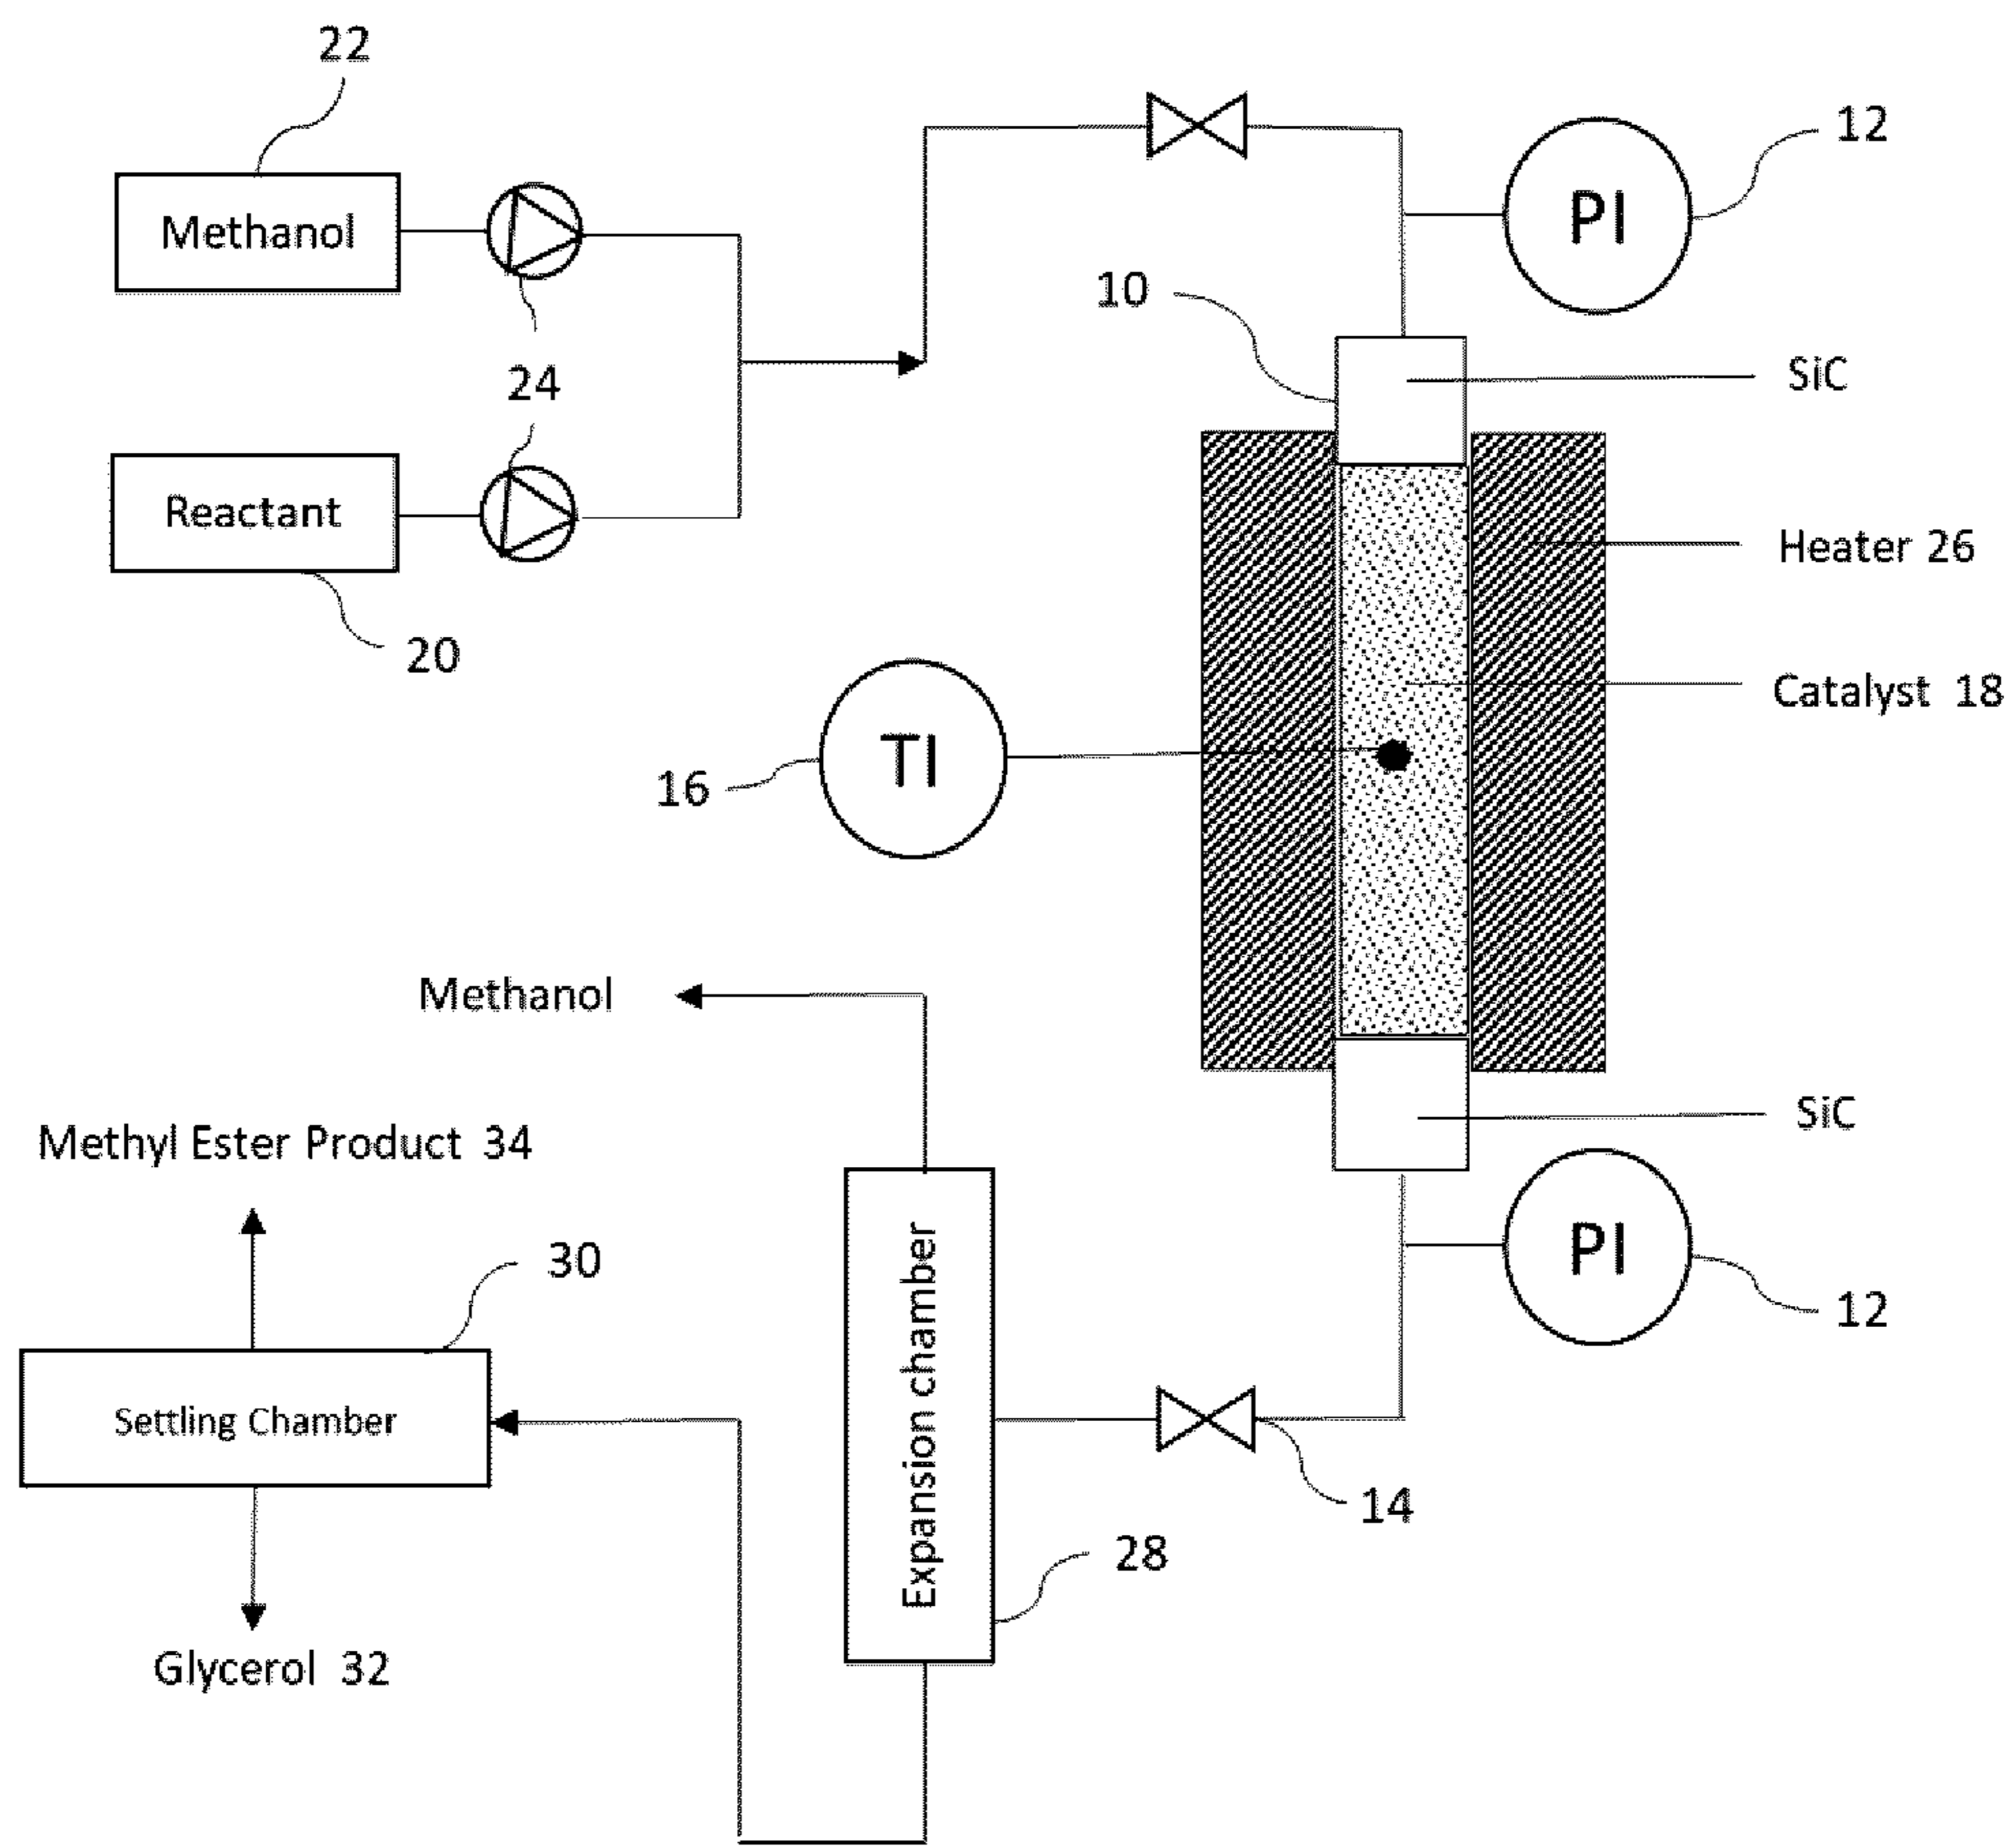 22
12
Methanol
PI
10
SiC
24
Reactant
Heater 26
20
Catalyst 18
TI
16
Methanol
SiC
Methyl Ester Product 34
30
PI
12
Expansion chamber
Settling Chamber
14
28
Glycerol 32